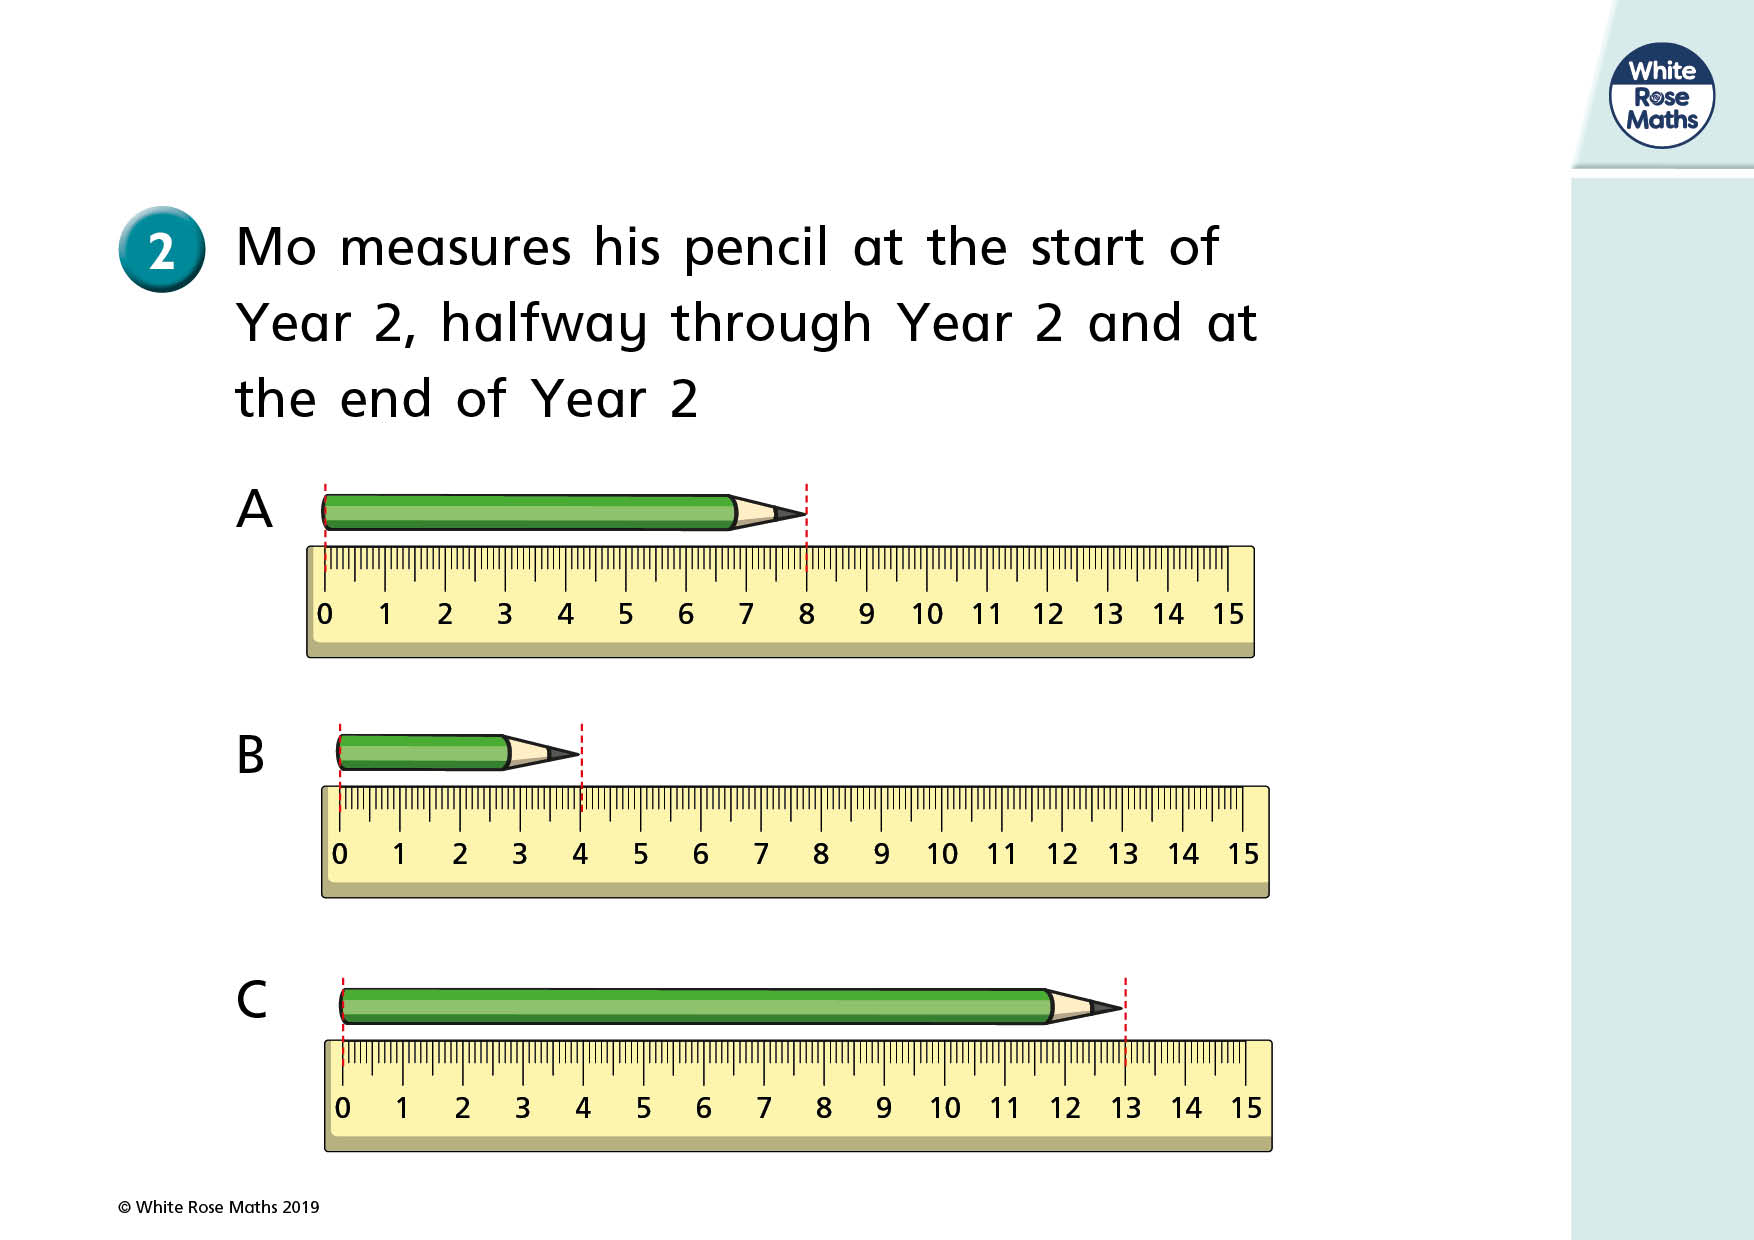 White
Rose
Maths
2 Mo measures his pencil at the start of
Year 2, halfway through Year 2 and at
the end of Year 2
A
0 1 2 3 4 5 6 7 8 9 10 11 12 13 14 15
B
0 1 2 3 4 5 6 7 8 9 10 11 12 13 14 15
C
0 1 2 3 4 5 6 7 8 9 10 11 12 13 14 15
© White Rose Maths 2019